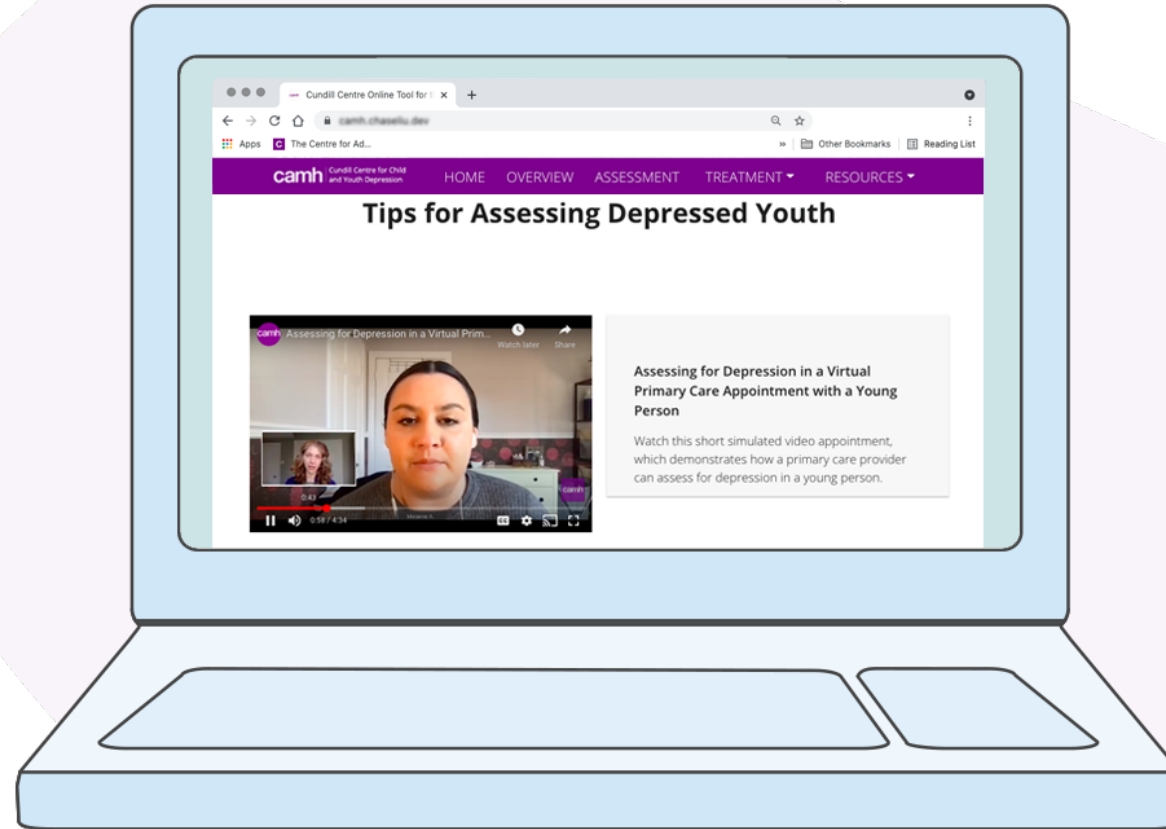 Cundill Centre Online Tool for
camh.chaseliu.dev
Apps The Centre for Ad... » Other Bookmarks Reading List
camh Cundill Centre for Child and Youth Depression HOME OVERVIEW ASSESSMENT TREATMENT RESOURCES
Tips for Assessing Depressed Youth
camh Assessing for Depression in a Virtual Prim...
Watch later Share
0:43
camh
0:58 / 4:34
CC
Assessing for Depression in a Virtual
Primary Care Appointment with a Young
Person
Watch this short simulated video appointment,
which demonstrates how a primary care provider
can assess for depression in a young person.